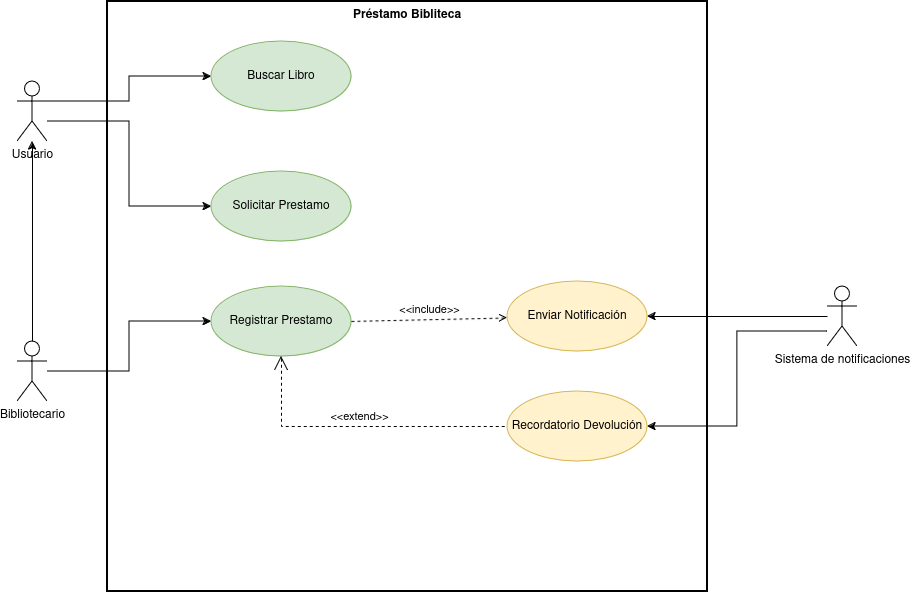 Préstamo Bibliteca
Buscar Libro
Usuario
Solicitar Prestamo
Registrar Prestamo
<<include>>
Enviar Notificación
Sistema de notificaciones
Bibliotecario
<<extend>>
Recordatorio Devolución